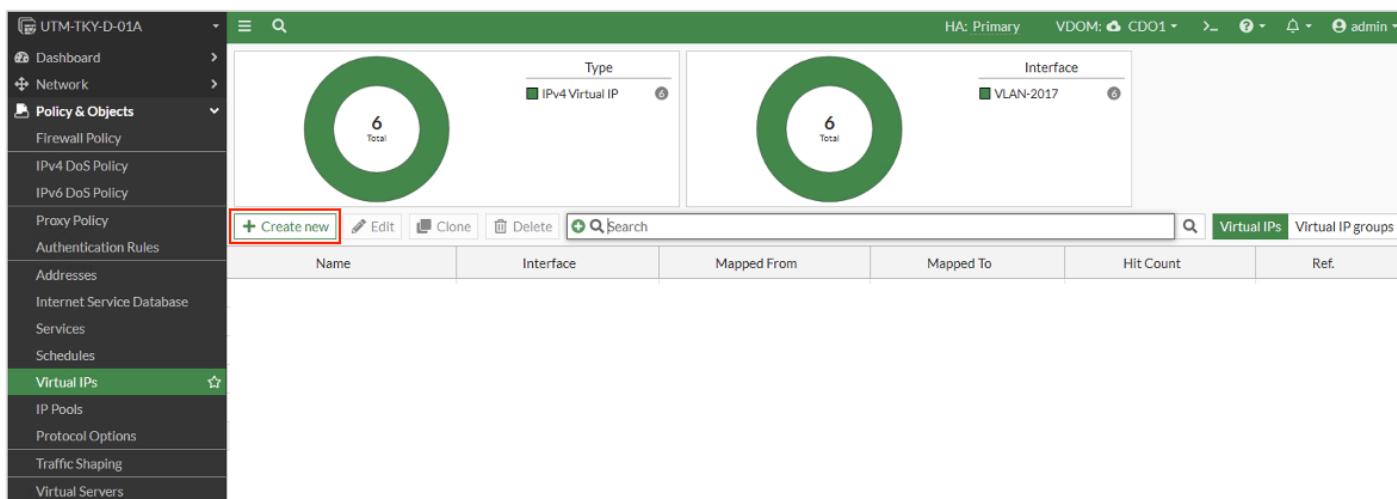 UTM-TKY-D-01A
HA: Primary VDOM: CDO1 >_ admin
Dashboard
Network
Policy & Objects
Firewall Policy
IPv4 DoS Policy
IPv6 DoS Policy
Proxy Policy
Authentication Rules
Addresses
Internet Service Database
Services
Schedules
Virtual IPs
IP Pools
Protocol Options
Traffic Shaping
Virtual Servers
6
Total
Type
IPv4 Virtual IP 6
6
Total
Interface
VLAN-2017 6
+ Create new Edit Clone Delete Search Virtual IPs Virtual IP groups
Name Interface Mapped From Mapped To Hit Count Ref.